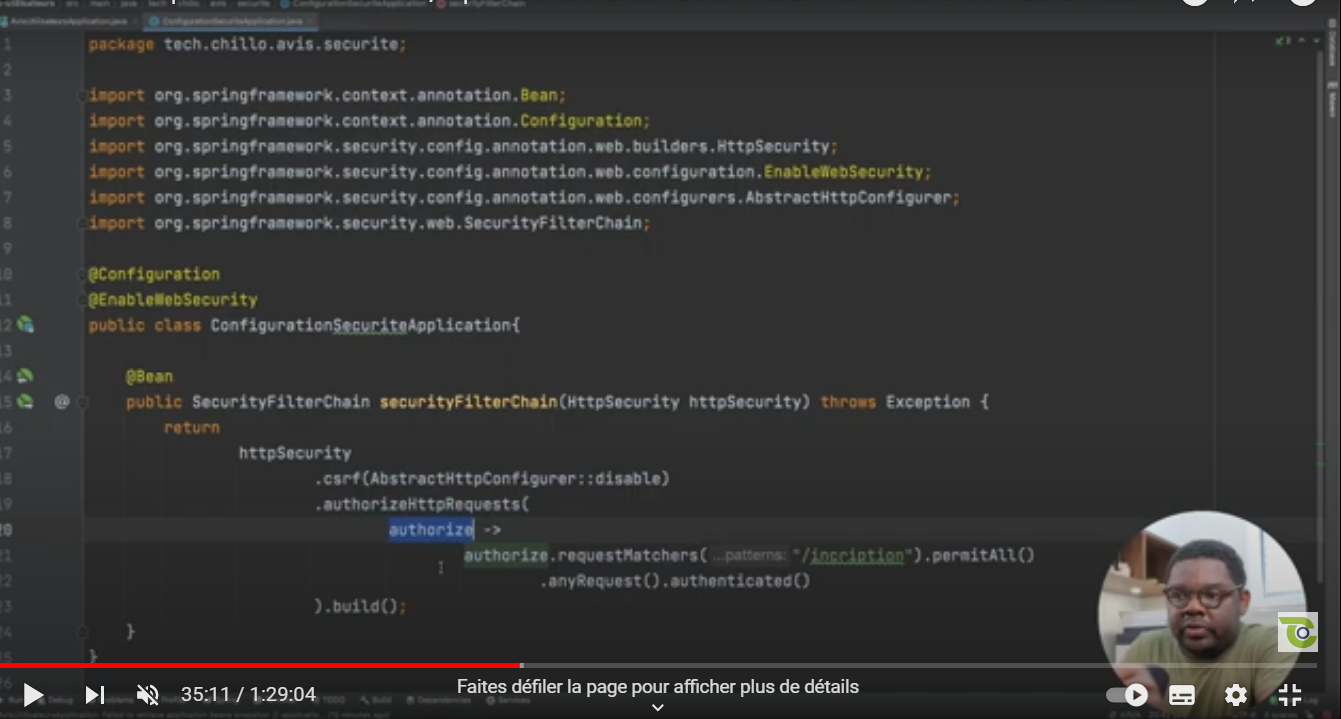 ConfigurationSecuriteApplication.java
1 package tech.chillo.avis.securite;
2
3 import org.springframework.context.annotation.Bean;
4 import org.springframework.context.annotation.Configuration;
5 import org.springframework.security.config.annotation.web.builders.HttpSecurity;
6 import org.springframework.security.config.annotation.web.configuration.EnableWebSecurity;
7 import org.springframework.security.config.annotation.web.configurers.AbstractHttpConfigurer;
8 import org.springframework.security.web.SecurityFilterChain;
9
10 @Configuration
11 @EnableWebSecurity
12 public class ConfigurationSecuriteApplication{
13
14 @Bean
15 @ public SecurityFilterChain securityFilterChain(HttpSecurity httpSecurity) throws Exception {
16 return
17 httpSecurity
18 .csrf(AbstractHttpConfigurer::disable)
19 .authorizeHttpRequests(
20 authorize ->
21 authorize.requestMatchers( ...patterns: "/incription").permitAll()
22 .anyRequest().authenticated()
23 ).build();
24 }
25 }
35:11 / 1:29:04
Faites défiler la page pour afficher plus de détails